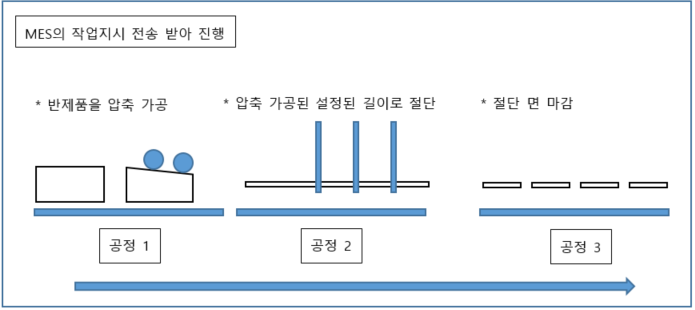 MES의 작업지시 전송 받아 진행
* 반제품을 압축 가공
* 압축 가공된 설정된 길이로 절단
* 절단 면 마감
공정 1
공정 2
공정 3